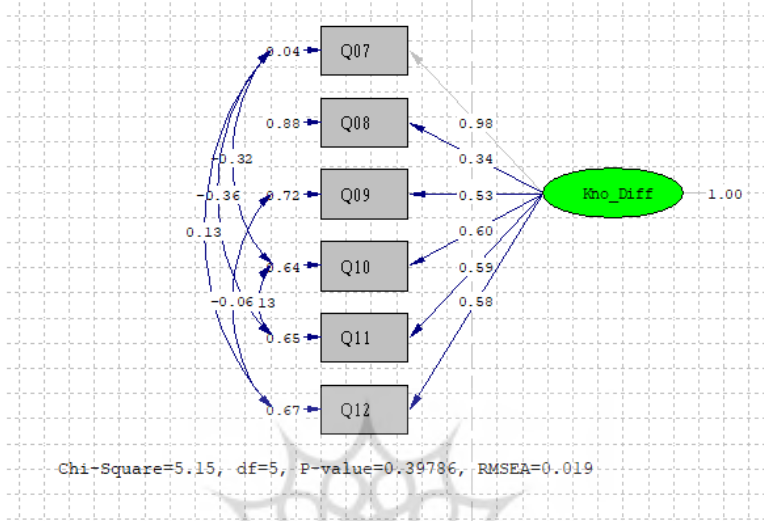 0.04 Q07
0.88 Q08 0.98
-0.32 0.34
-0.36 0.72 Q09 0.53 Kho_Diff 1.00
0.13 0.60
0.64 Q10 0.59
-0.06 13 0.58
0.65 Q11
0.67 Q12
Chi-Square=5.15, df=5, P-value=0.39786, RMSEA=0.019